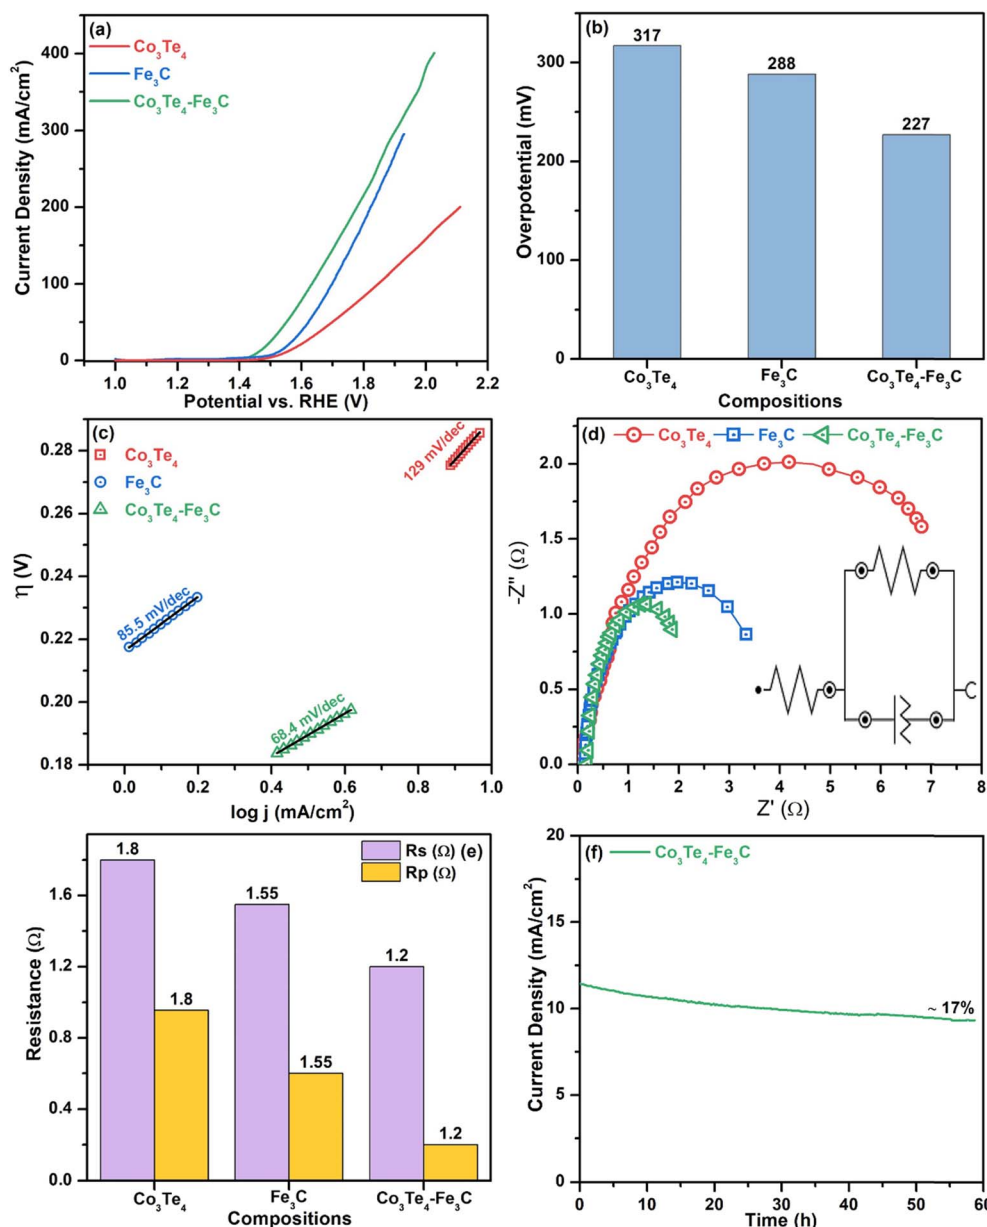 (a)
Co₃Te₄
Fe₃C
Co₃Te₄-Fe₃C
Current Density (mA/cm²)
400
300
200
100
0
1.0 1.2 1.4 1.6 1.8 2.0 2.2
Potential vs. RHE (V)
(b)
317
288
227
Overpotential (mV)
300
200
100
0
Co₃Te₄ Fe₃C Co₃Te₄-Fe₃C
Compositions
(c)
Co₃Te₄
Fe₃C
Co₃Te₄-Fe₃C
129 mV/dec
85.5 mV/dec
68.4 mV/dec
η (V)
0.28
0.26
0.24
0.22
0.20
0.18
0.0 0.2 0.4 0.6 0.8 1.0
log j (mA/cm²)
(d) Co₃Te₄ Fe₃C Co₃Te₄-Fe₃C
-Z" (Ω)
2.0
1.5
1.0
0.5
0.0
0 1 2 3 4 5 6 7 8
Z' (Ω)
Rs (Ω) (e)
Rp (Ω)
1.8
1.8
1.55
1.55
1.2
1.2
Resistance (Ω)
1.6
1.2
0.8
0.4
0.0
Co₃Te₄ Fe₃C Co₃Te₄-Fe₃C
Compositions
(f)
Co₃Te₄-Fe₃C
~ 17%
Current Density (mA/cm²)
20
15
10
5
0
0 10 20 30 40 50 60
Time (h)